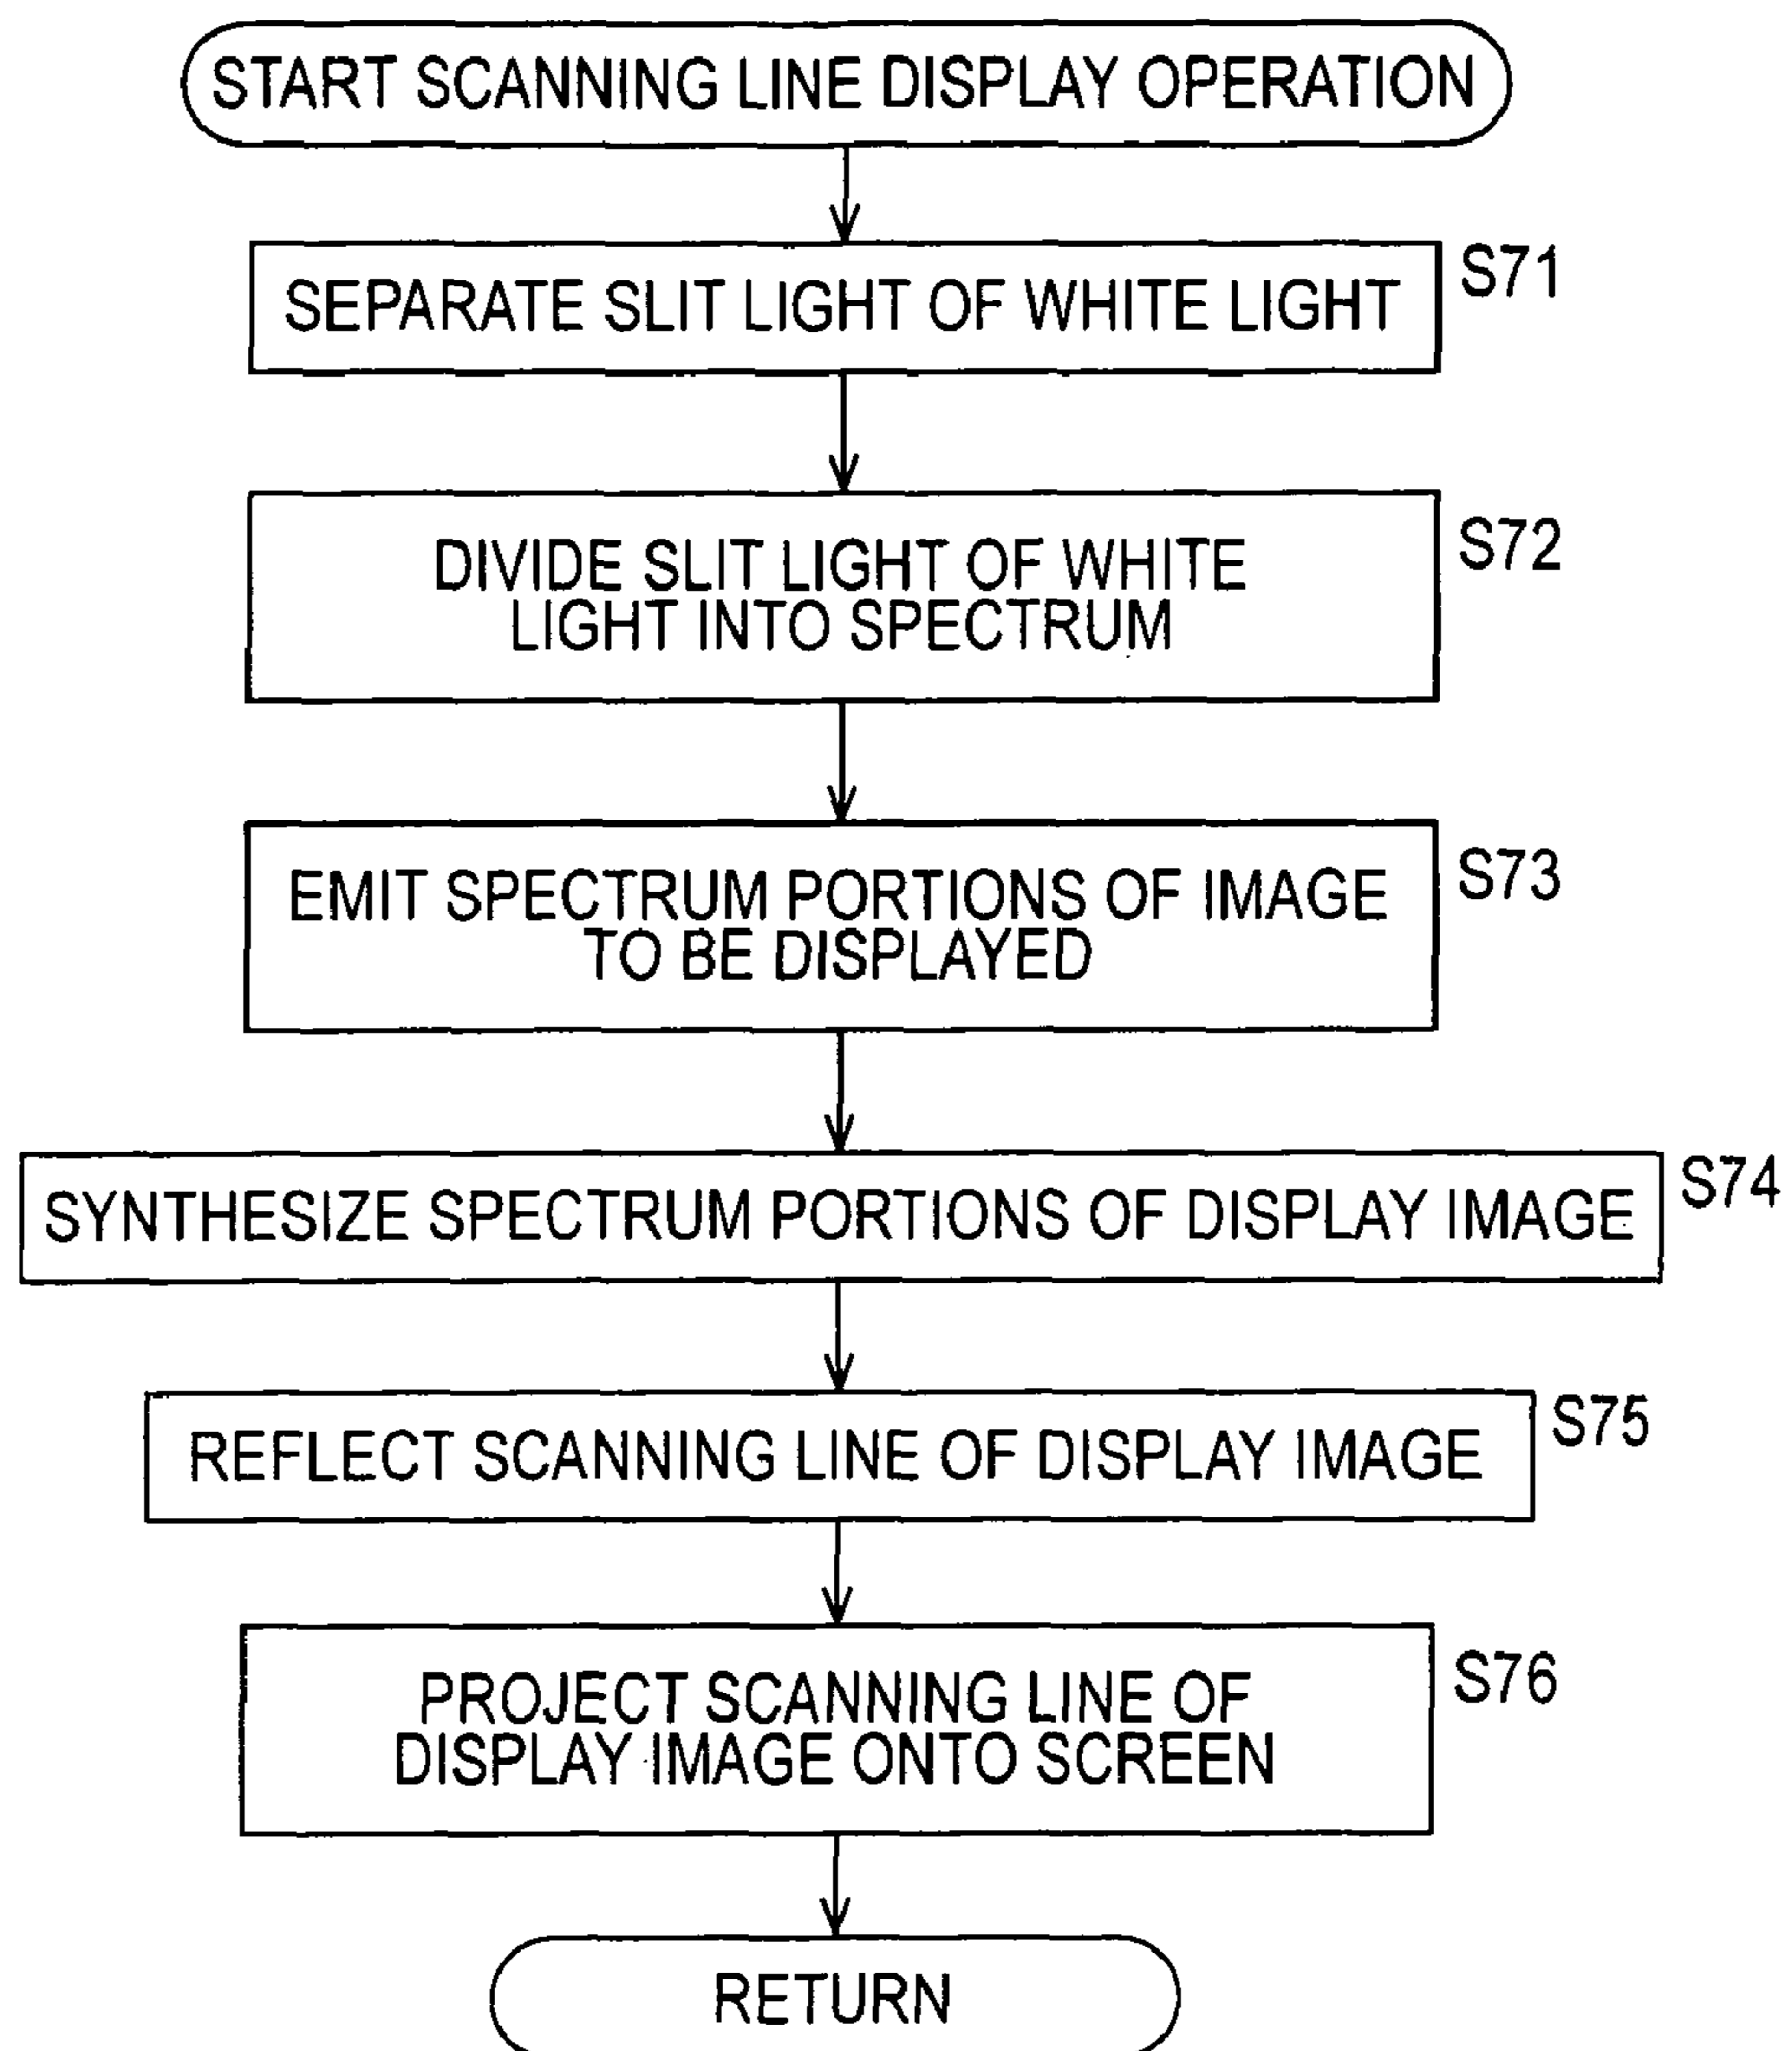 START SCANNING LINE DISPLAY OPERATION
SEPARATE SLIT LIGHT OF WHITE LIGHT
S71
DIVIDE SLIT LIGHT OF WHITE
LIGHT INTO SPECTRUM
S72
EMIT SPECTRUM PORTIONS OF IMAGE
TO BE DISPLAYED
S73
SYNTHESIZE SPECTRUM PORTIONS OF DISPLAY IMAGE
S74
REFLECT SCANNING LINE OF DISPLAY IMAGE
S75
PROJECT SCANNING LINE OF
DISPLAY IMAGE ONTO SCREEN
S76
RETURN